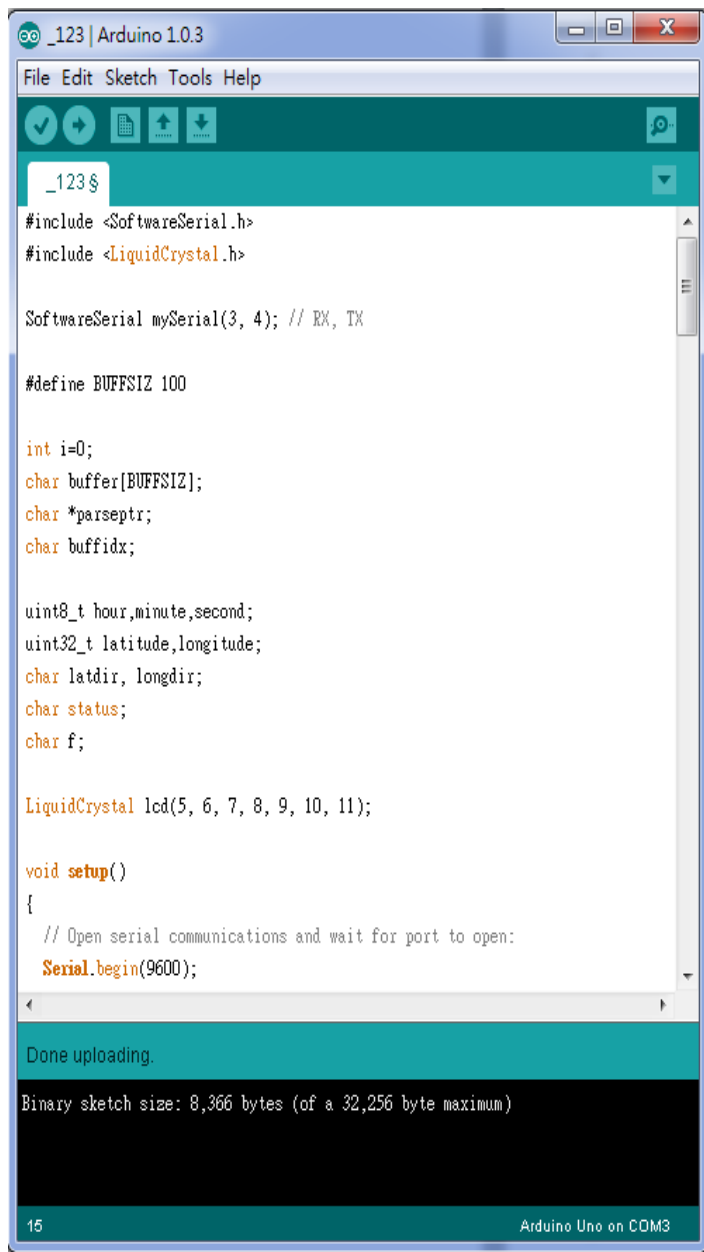 _123 | Arduino 1.0.3
File Edit Sketch Tools Help
_123 §
#include <SoftwareSerial.h>
#include <LiquidCrystal.h>
SoftwareSerial mySerial(3, 4); // RX, TX
#define BUFFSIZ 100
int i=0;
char buffer[BUFFSIZ];
char *parseptr;
char buffidx;
uint8_t hour,minute,second;
uint32_t latitude,longitude;
char latdir, longdir;
char status;
char f;
LiquidCrystal lcd(5, 6, 7, 8, 9, 10, 11);
void setup()
{
// Open serial communications and wait for port to open:
Serial.begin(9600);
Done uploading.
Binary sketch size: 8,366 bytes (of a 32,256 byte maximum)
15 Arduino Uno on COM3